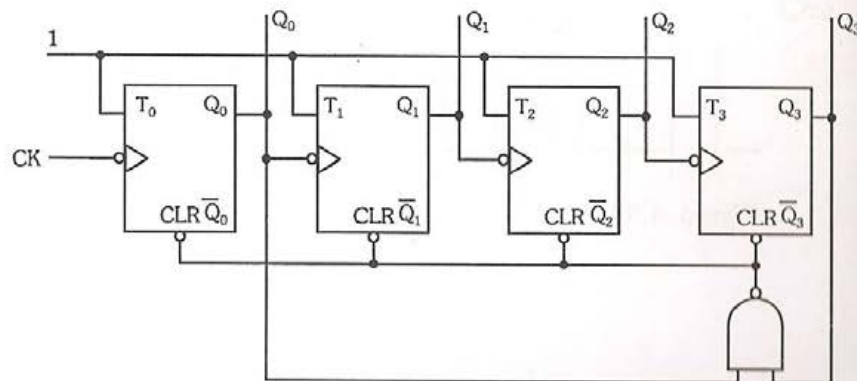 Q₀ Q₁ Q₂ Q₃
1
T₀ Q₀ T₁ Q₁ T₂ Q₂ T₃ Q₃
CK
CLR Q̅₀ CLR Q̅₁ CLR Q̅₂ CLR Q̅₃